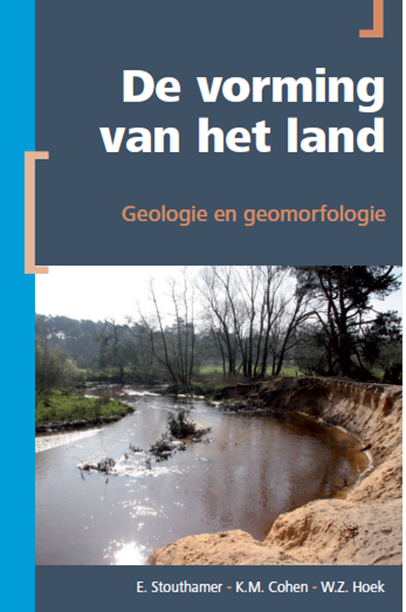 De vorming
van het land
Geologie en geomorfologie
E. Stouthamer - K.M. Cohen - W.Z. Hoek